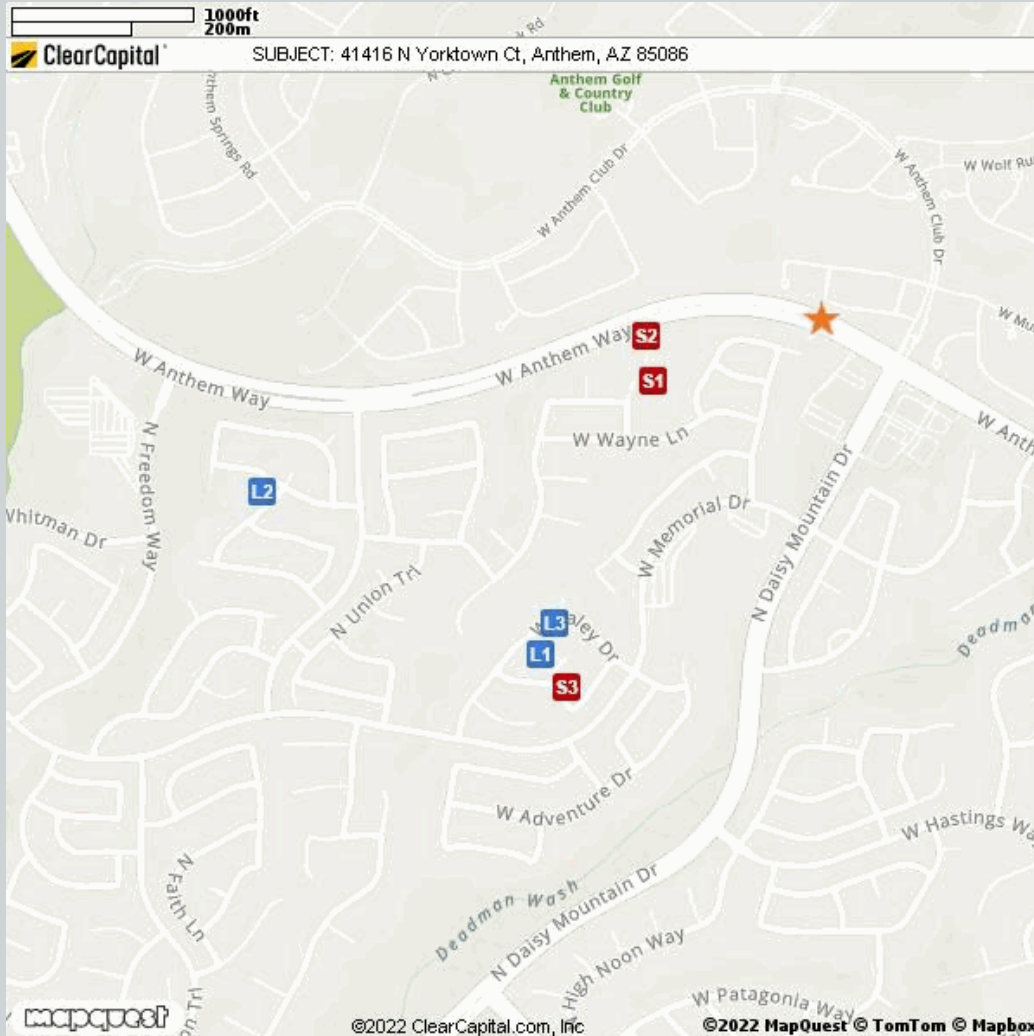 1000ft
200m
ClearCapital
SUBJECT: 41416 N Yorktown Ct, Anthem, AZ 85086
Rd
Anthem Golf
& Country
Club
Springs Rd
W Anthem Club Dr
W Anthem Club Dr
W Wolf
W Anthem Way
W Anthem Way
S2
S1
W Wayne Ln
N Freedom Way
L2
Whitman Dr
W Memorial Dr
N Daisy Mountain Dr
N Union Trl
L3
L1
S3
W Adventure Dr
W Hastings
N Faith Ln
Deadman Wash
N Daisy Mountain Dr
High Noon Way
W Patagonia Way
Trl
mapquest
©2022 ClearCapital.com, Inc
©2022 MapQuest © TomTom © Mapbox